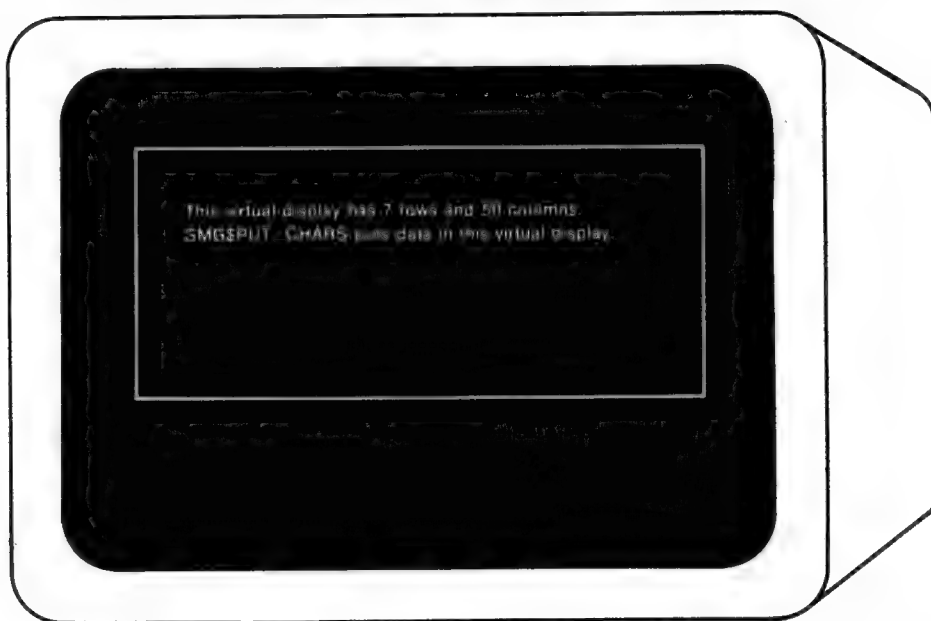 This virtual display has 7 rows and 50 columns.
SMG$PUT_CHARS puts data in this virtual display.